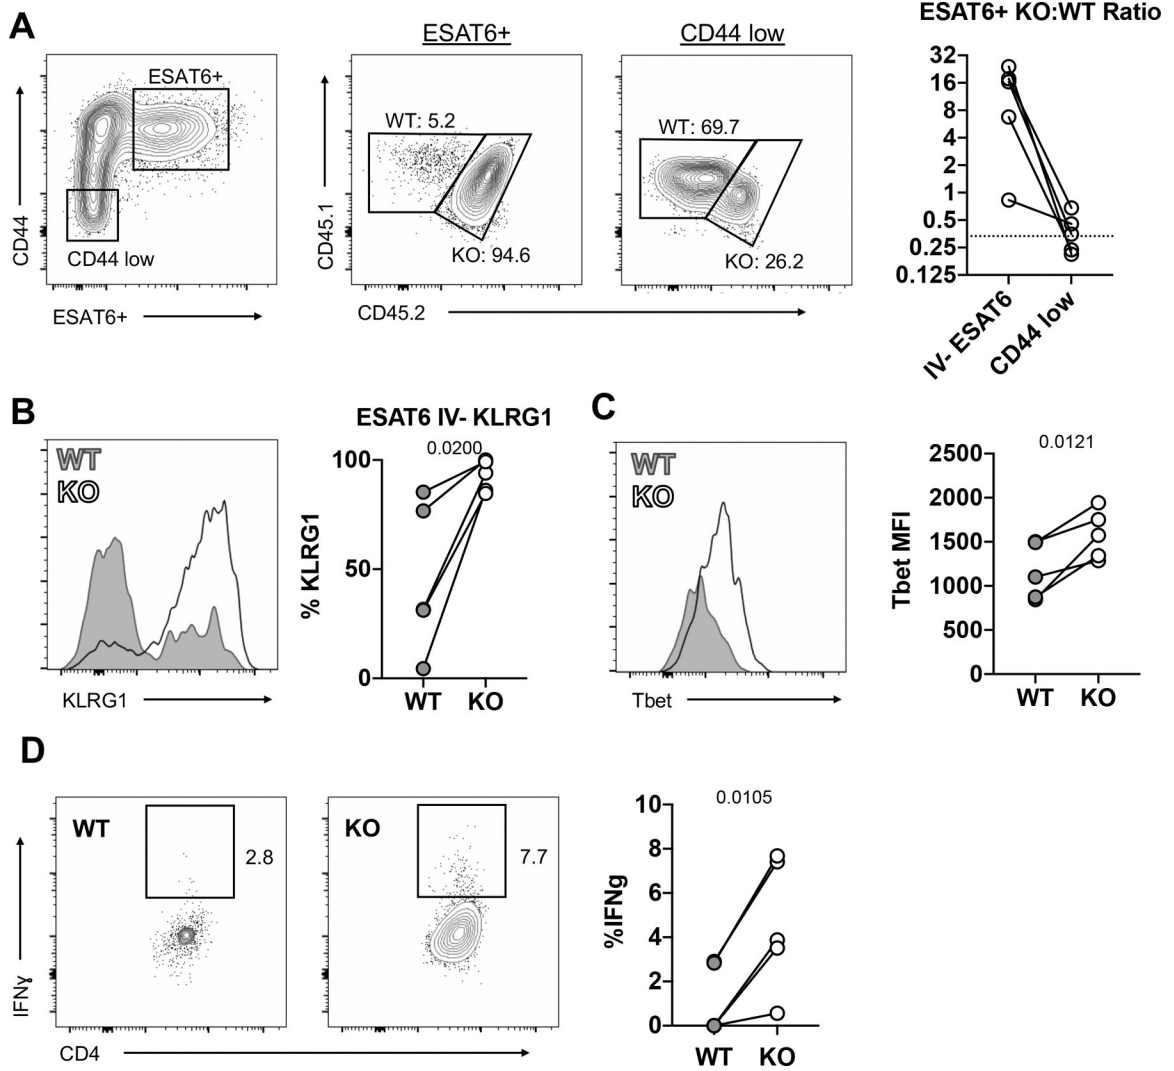 A
ESAT6+
CD44 low
ESAT6+ KO:WT Ratio
ESAT6+
CD44 low
CD44
ESAT6+
WT: 5.2
KO: 94.6
CD45.1
CD45.2
WT: 69.7
KO: 26.2
32
16
8
4
2
1
0.5
0.25
0.125
IV- ESAT6
CD44 low
B
WT
KO
KLRG1
ESAT6 IV- KLRG1
0.0200
% KLRG1
100
50
0
WT
KO
C
WT
KO
Tbet
0.0121
Tbet MFI
2500
2000
1500
1000
500
0
WT
KO
D
WT
2.8
KO
7.7
IFNγ
CD4
0.0105
%IFNg
10
8
6
4
2
0
WT
KO